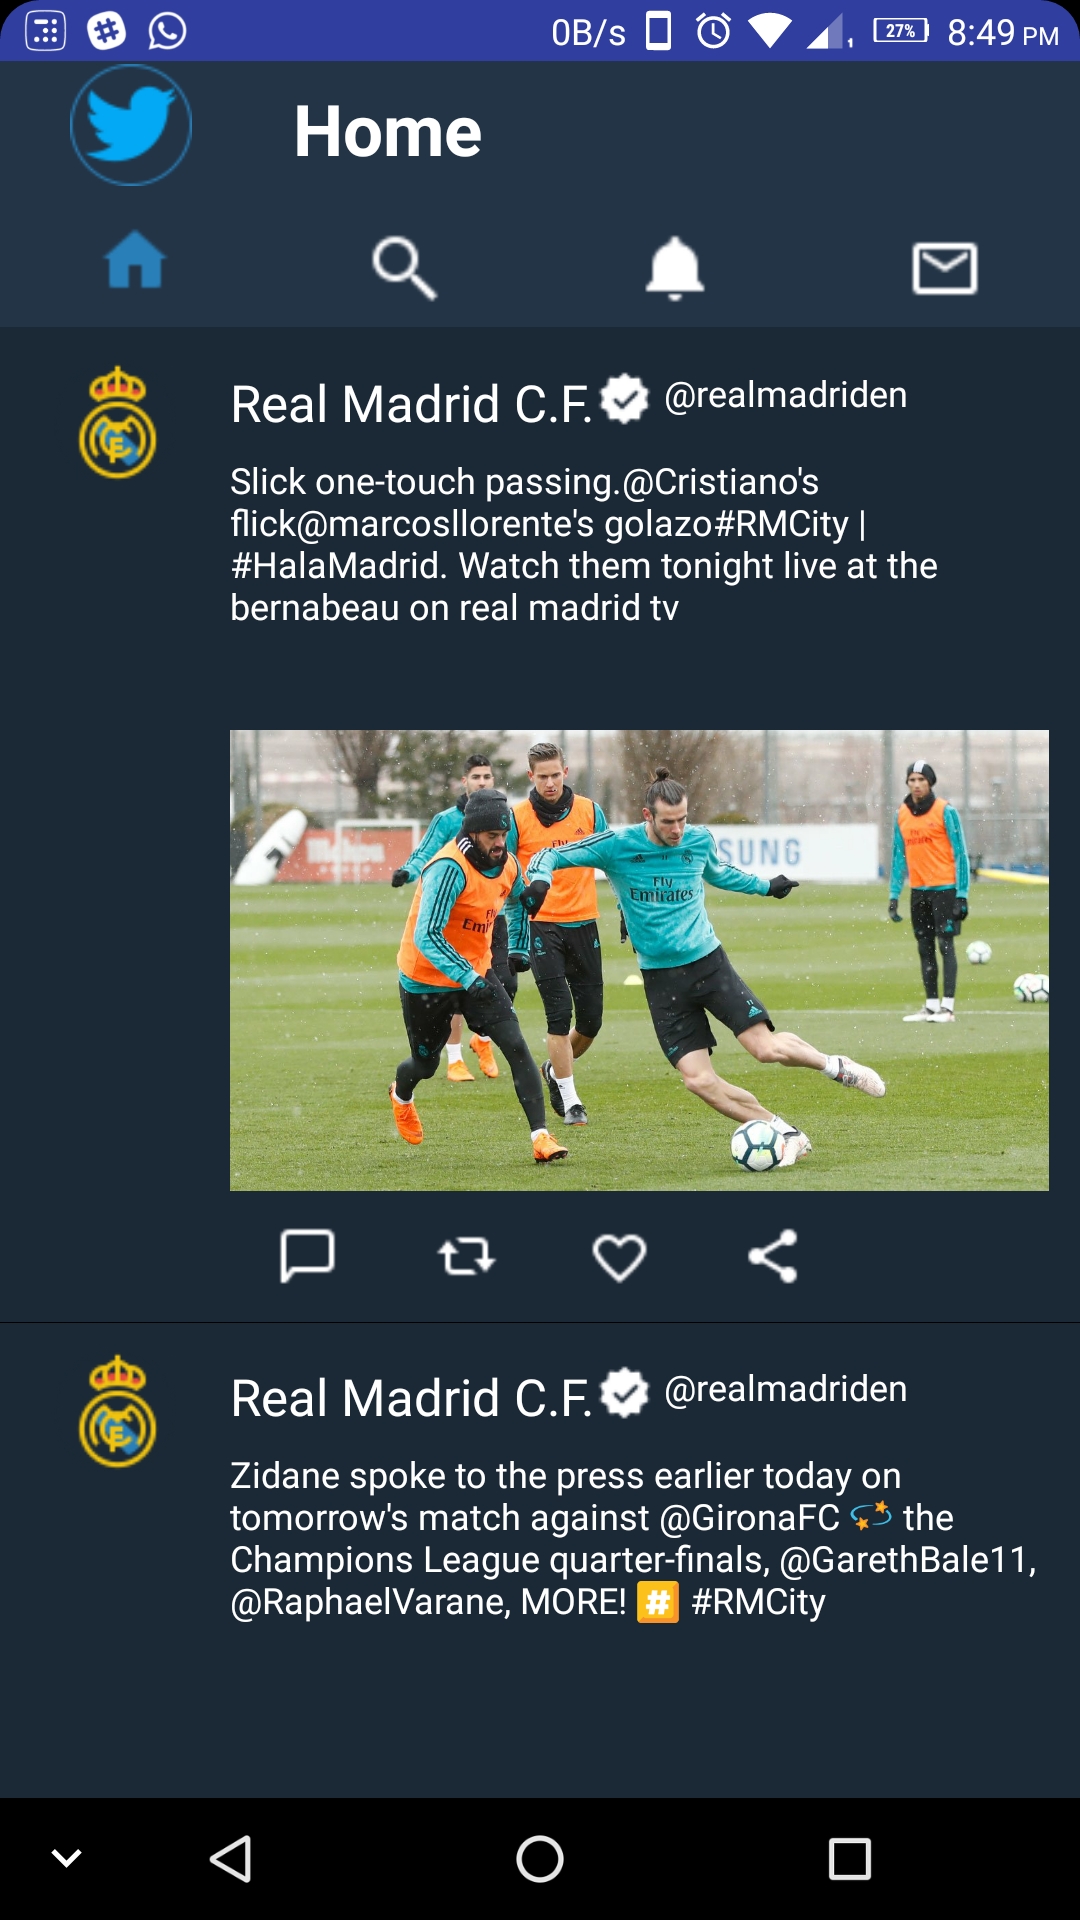 0B/s 1 27% 8:49 PM
Home
Real Madrid C.F. @realmadriden
Slick one-touch passing.@Cristiano's
flick@marcosllorente's golazo#RMCity |
#HalaMadrid. Watch them tonight live at the
bernabeau on real madrid tv
SUNG
Fly
Emirates
Real Madrid C.F. @realmadriden
Zidane spoke to the press earlier today on
tomorrow's match against @GironaFC 💫 the
Champions League quarter-finals, @GarethBale11,
@RaphaelVarane, MORE! #️⃣ #RMCity